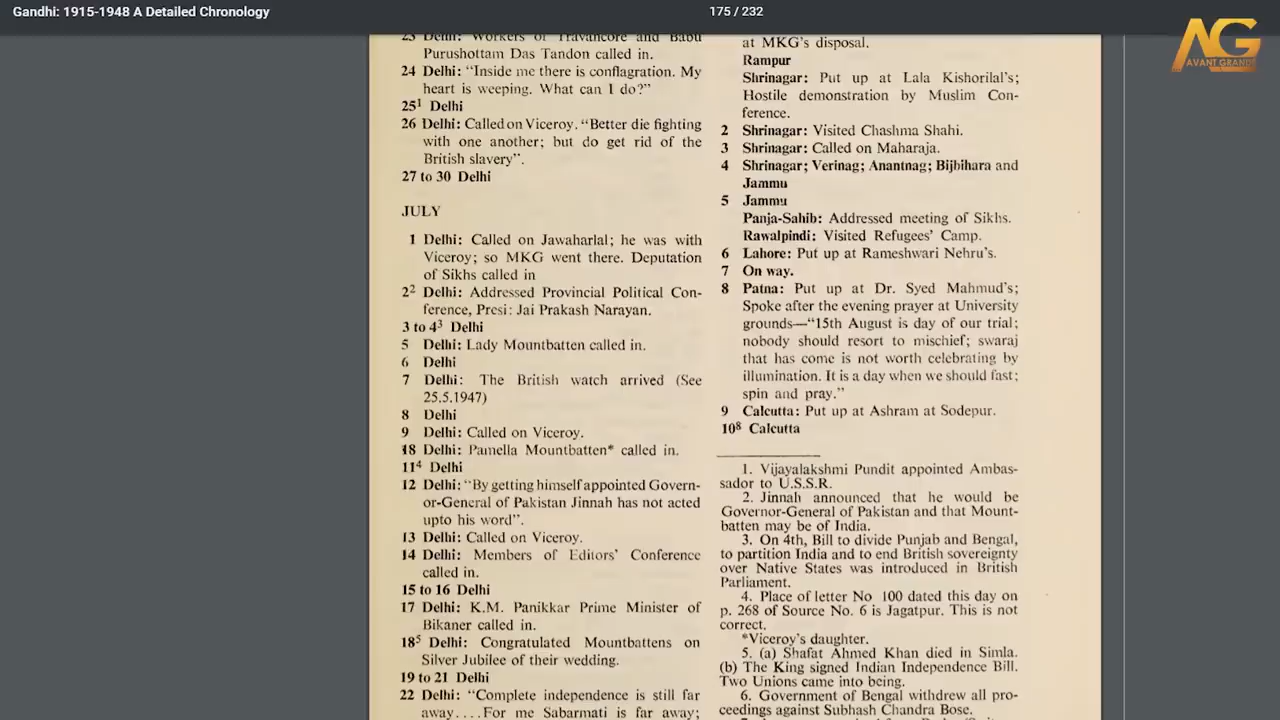 Gandhi: 1915-1948 A Detailed Chronology
175 / 232
AG
AVANT GRANDE
23 Delhi: Workers of Travancore and Babu
Purushottam Das Tandon called in.
24 Delhi: “Inside me there is conflagration. My
heart is weeping. What can I do?”
25¹ Delhi
26 Delhi: Called on Viceroy. “Better die fighting
with one another; but do get rid of the
British slavery”.
27 to 30 Delhi
JULY
1 Delhi: Called on Jawaharlal; he was with
Viceroy; so MKG went there. Deputation
of Sikhs called in
2² Delhi: Addressed Provincial Political Con-
ference, Presi: Jai Prakash Narayan.
3 to 4³ Delhi
5 Delhi: Lady Mountbatten called in.
6 Delhi
7 Delhi: The British watch arrived (See
25.5.1947)
8 Delhi
9 Delhi: Called on Viceroy.
18 Delhi: Pamella Mountbatten* called in.
11⁴ Delhi
12 Delhi: “By getting himself appointed Govern-
or-General of Pakistan Jinnah has not acted
upto his word”.
13 Delhi: Called on Viceroy.
14 Delhi: Members of Editors’ Conference
called in.
15 to 16 Delhi
17 Delhi: K.M. Panikkar Prime Minister of
Bikaner called in.
18⁵ Delhi: Congratulated Mountbattens on
Silver Jubilee of their wedding.
19 to 21 Delhi
22 Delhi: “Complete independence is still far
away....For me Sabarmati is far away;
at MKG’s disposal.
Rampur
Shrinagar: Put up at Lala Kishorilal’s;
Hostile demonstration by Muslim Con-
ference.
2 Shrinagar: Visited Chashma Shahi.
3 Shrinagar: Called on Maharaja.
4 Shrinagar; Verinag; Anantnag; Bijbihara and
Jammu
5 Jammu
Panja-Sahib: Addressed meeting of Sikhs.
Rawalpindi: Visited Refugees’ Camp.
6 Lahore: Put up at Rameshwari Nehru’s.
7 On way.
8 Patna: Put up at Dr. Syed Mahmud’s;
Spoke after the evening prayer at University
grounds—“15th August is day of our trial;
nobody should resort to mischief; swaraj
that has come is not worth celebrating by
illumination. It is a day when we should fast;
spin and pray.”
9 Calcutta: Put up at Ashram at Sodepur.
10⁸ Calcutta
1. Vijayalakshmi Pundit appointed Ambas-
sador to U.S.S.R.
2. Jinnah announced that he would be
Governor-General of Pakistan and that Mount-
batten may be of India.
3. On 4th, Bill to divide Punjab and Bengal,
to partition India and to end British sovereignty
over Native States was introduced in British
Parliament.
4. Place of letter No 100 dated this day on
p. 268 of Source No. 6 is Jagatpur. This is not
correct.
*Viceroy’s daughter.
5. (a) Shafat Ahmed Khan died in Simla.
(b) The King signed Indian Independence Bill.
Two Unions came into being.
6. Government of Bengal withdrew all pro-
ceedings against Subhash Chandra Bose.